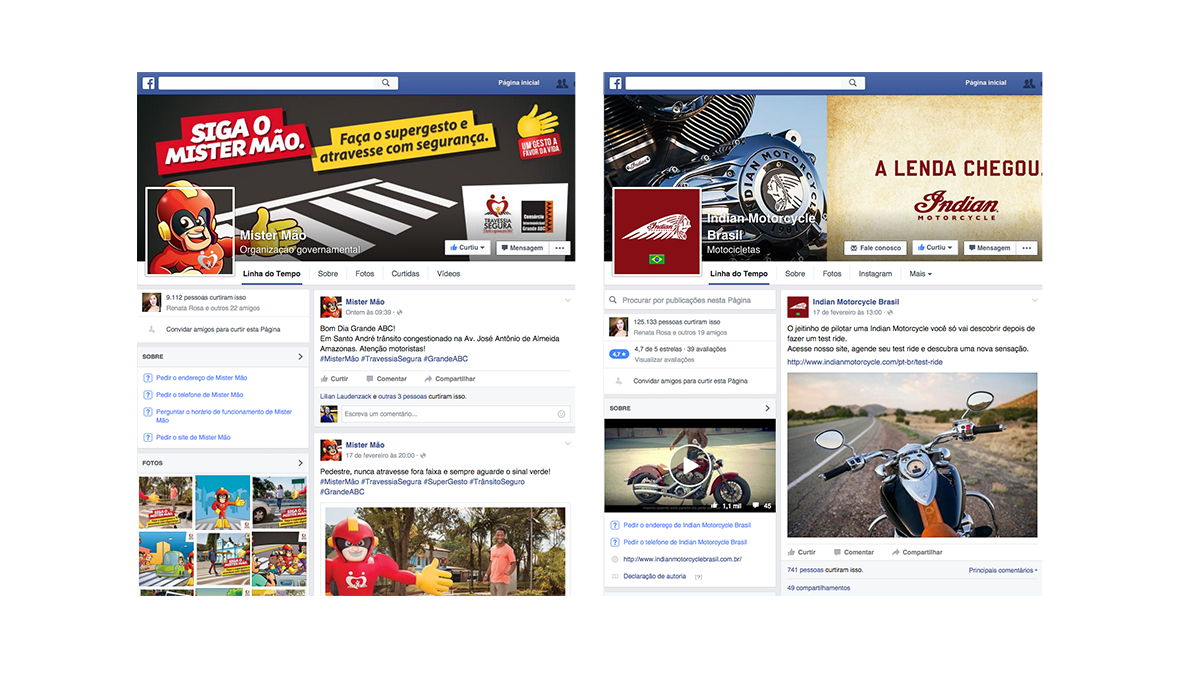 Página inicial
SIGA O
MISTER MÃO.
Faça o supergesto e
atravesse com segurança.
UM GESTO A
FAVOR DA VIDA
TRAVESSIA
SEGURA
Consórcio
Grande ABC
Mister Mão
Organização governamental
Curtiu
Mensagem
Linha do Tempo
Sobre
Fotos
Curtidas
Vídeos
9.112 pessoas curtiram isso
Renata Rosa e outros 22 amigos
Convidar amigos para curtir esta Página
SOBRE
Pedir o endereço de Mister Mão
Pedir o telefone de Mister Mão
Perguntar o horário de funcionamento de Mister
Mão
Pedir o site de Mister Mão
FOTOS
Mister Mão
Ontem às 09:39
Bom Dia Grande ABC!
Em Santo André trânsito congestionado na Av. José Antônio de Almeida
Amazonas. Atenção motoristas!
#MisterMão #TravessiaSegura #GrandeABC
Curtir
Comentar
Compartilhar
Lilian Laudenzack e outras 3 pessoas curtiram isso.
Escreva um comentário...
Mister Mão
17 de fevereiro às 20:00
Pedestre, nunca atravesse fora faixa e sempre aguarde o sinal verde!
#MisterMão #TravessiaSegura #SuperGesto #TrânsitoSeguro
#GrandeABC
Página inicial
INDIAN MOTORCYCLE
1901
A LENDA CHEGOU.
Indian
MOTORCYCLE
Indian
Indian Motorcycle
Brasil
Motocicletas
Fale conosco
Curtiu
Mensagem
Linha do Tempo
Sobre
Fotos
Instagram
Mais
Procurar por publicações nesta Página
125.133 pessoas curtiram isso
Renata Rosa e outros 19 amigos
4,7 ★
4,7 de 5 estrelas · 39 avaliações
Visualizar avaliações
Convidar amigos para curtir esta Página
SOBRE
1,1 mil
45
Pedir o endereço de Indian Motorcycle Brasil
Pedir o telefone de Indian Motorcycle Brasil
http://www.indianmotorcyclebrasil.com.br/
Declaração de autoria [?]
Indian Motorcycle Brasil
17 de fevereiro às 13:00
O jeitinho de pilotar uma Indian Motorcycle você só vai descobrir depois de
fazer um test ride.
Acesse nosso site, agende seu test ride e descubra uma nova sensação.
http://www.indianmotorcycle.com/pt-br/test-ride
Curtir
Comentar
Compartilhar
741 pessoas curtiram isso.
Principais comentários
49 compartilhamentos